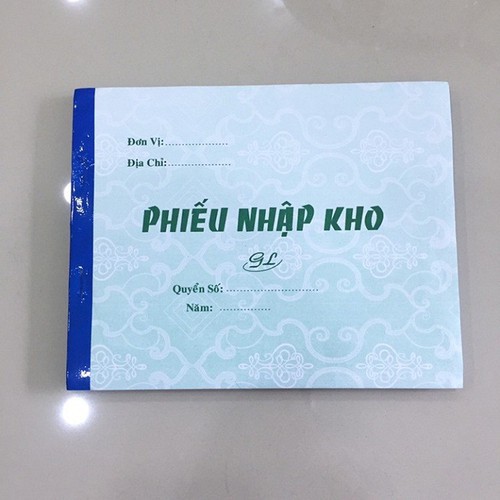 Đơn Vị:...................
Địa Chỉ:..................
PHIẾU NHẬP KHO
GL
Quyển Số:..........................
Năm: ..............